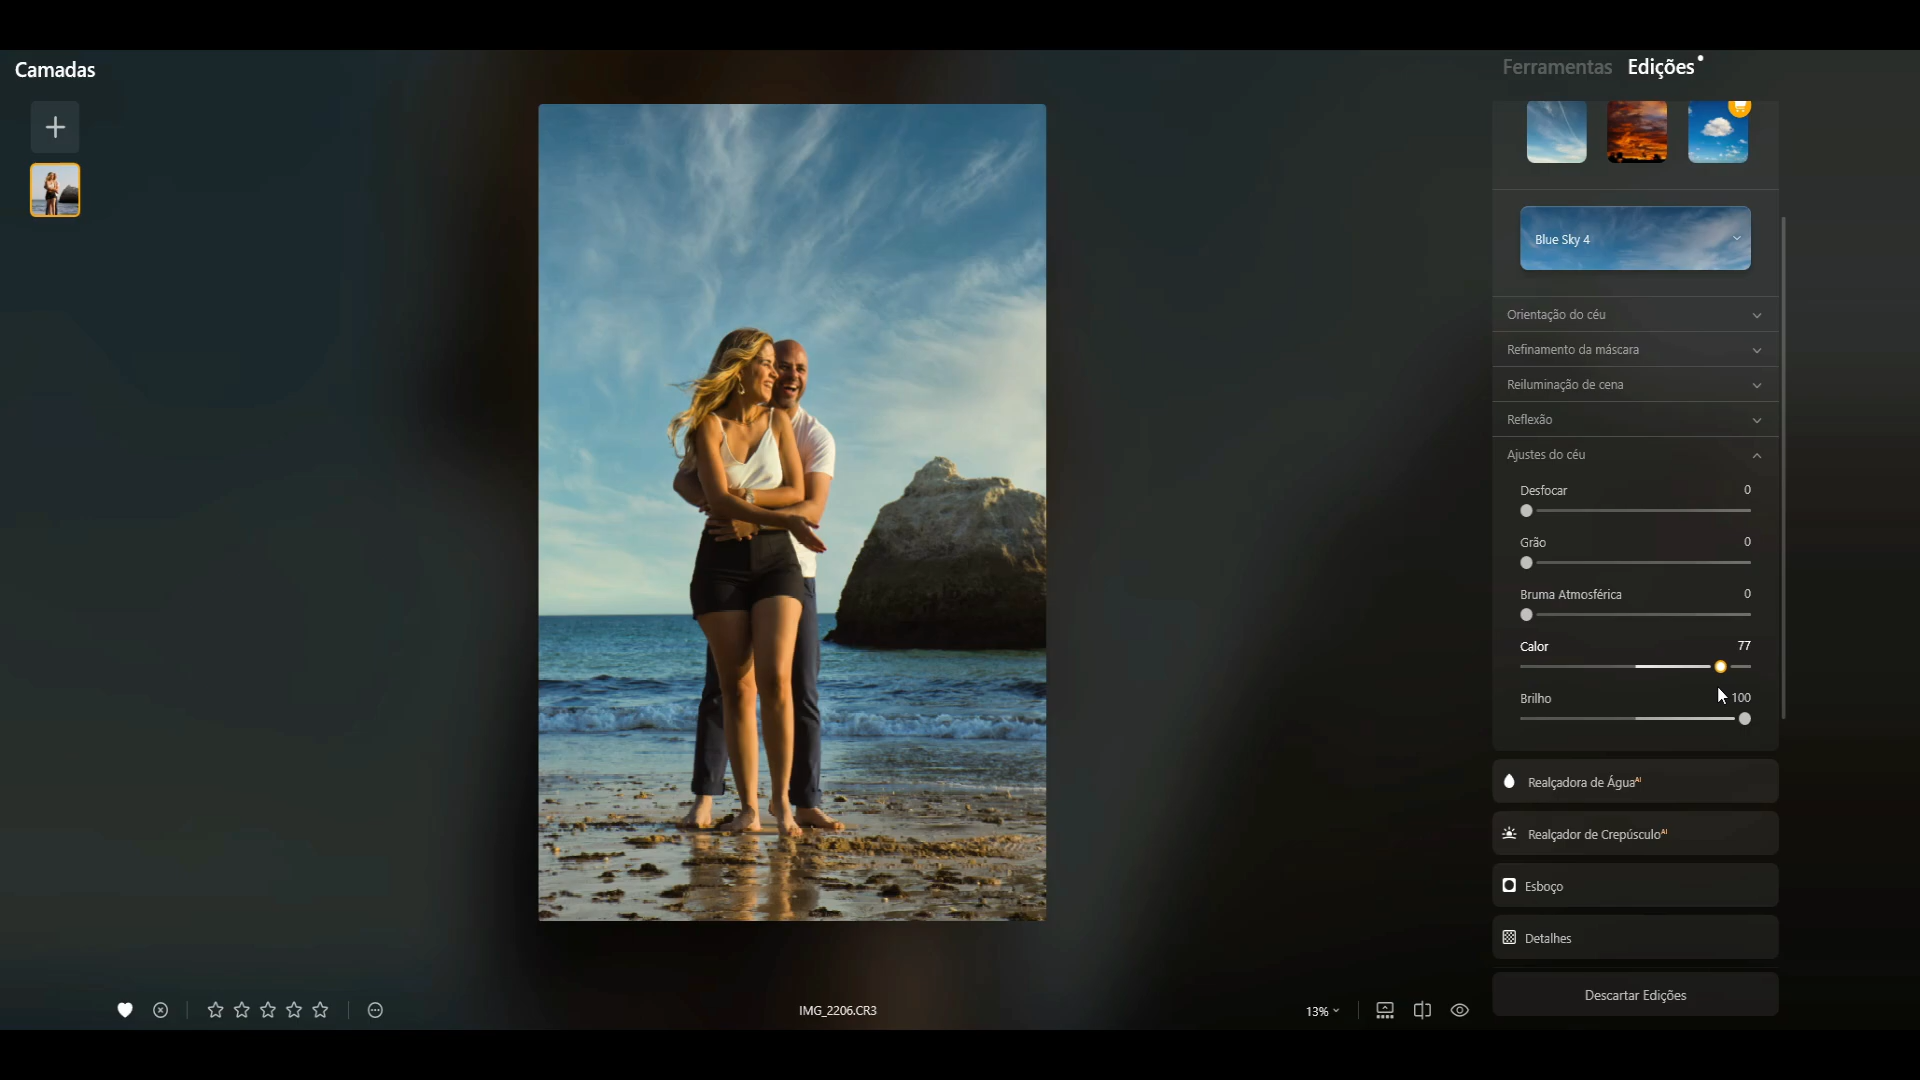 Camadas
Ferramentas Edições
Blue Sky 4
Orientação do céu
Refinamento da máscara
Reiluminação de cena
Reflexão
Ajustes do céu
Desfocar 0
Grão 0
Bruma Atmosférica 0
Calor 77
Brilho 100
Realçadora de Água AI
Realçador de Crepúsculo AI
Esboço
Detalhes
Descartar Edições
IMG_2206.CR3
13%